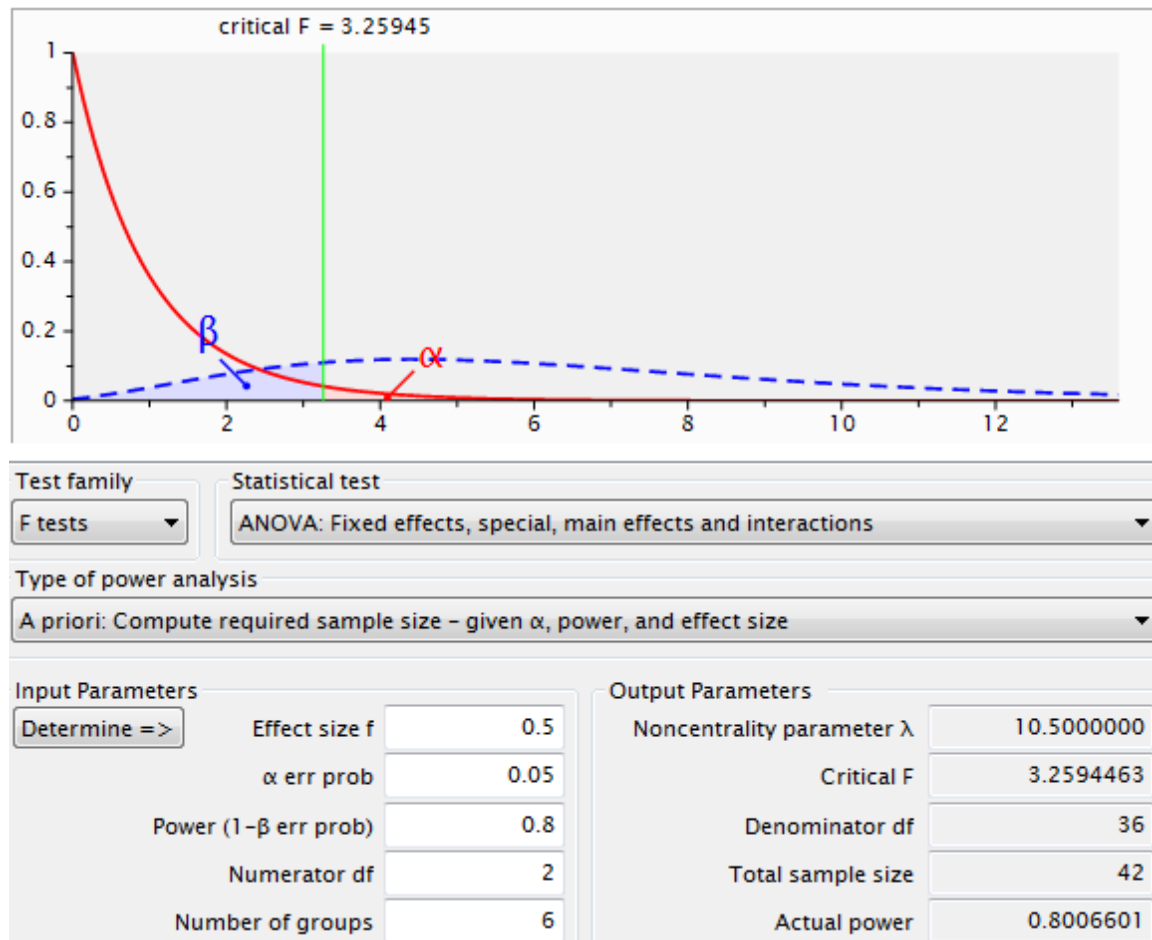 critical F = 3.25945
1
0.8
0.6
0.4
0.2
0
β
α
0 2 4 6 8 10 12
Test family Statistical test
F tests ANOVA: Fixed effects, special, main effects and interactions
Type of power analysis
A priori: Compute required sample size – given α, power, and effect size
Input Parameters Output Parameters
Determine => Effect size f 0.5 Noncentrality parameter λ 10.5000000
α err prob 0.05 Critical F 3.2594463
Power (1-β err prob) 0.8 Denominator df 36
Numerator df 2 Total sample size 42
Number of groups 6 Actual power 0.8006601